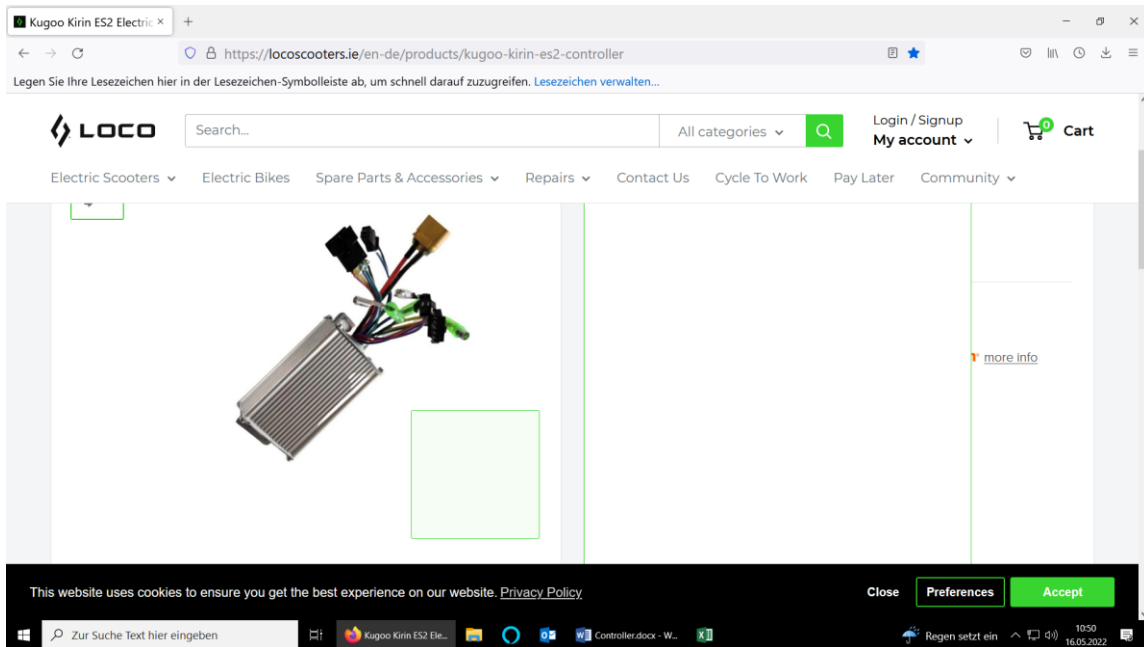 Kugoo Kirin ES2 Electric
https://locoscooters.ie/en-de/products/kugoo-kirin-es2-controller
Legen Sie Ihre Lesezeichen hier in der Lesezeichen-Symbolleiste ab, um schnell darauf zuzugreifen. Lesezeichen verwalten...
LOCO
Search...
All categories
Login / Signup
My account
0
Cart
Electric Scooters
Electric Bikes
Spare Parts & Accessories
Repairs
Contact Us
Cycle To Work
Pay Later
Community
more info
This website uses cookies to ensure you get the best experience on our website. Privacy Policy
Close
Preferences
Accept
Zur Suche Text hier eingeben
Kugoo Kirin ES2 Ele...
Controller.docx - W...
Regen setzt ein
10:50
16.05.2022